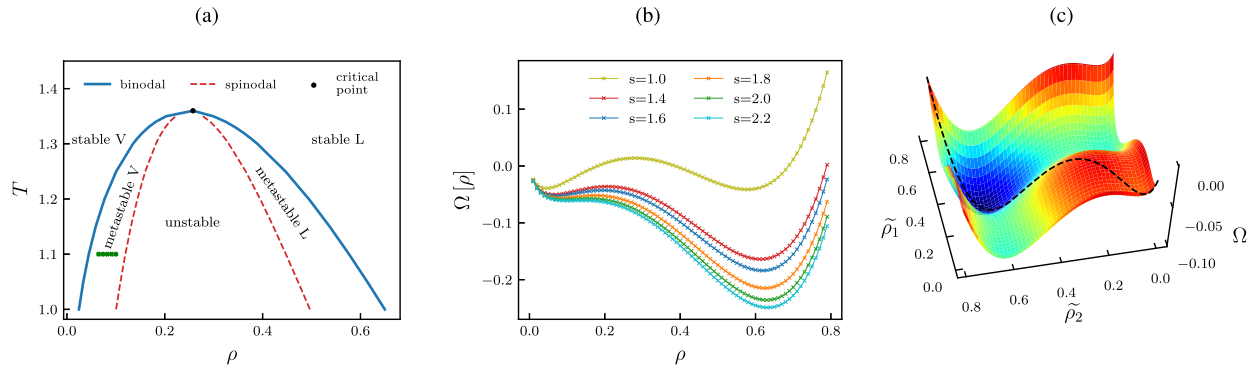 (a)
binodal
spinodal
critical
point
stable V
stable L
metastable V
metastable L
unstable
1.4
1.3
1.2
1.1
1.0
T
0.0 0.2 0.4 0.6
ρ
(b)
s=1.0
s=1.4
s=1.6
s=1.8
s=2.0
s=2.2
0.1
0.0
−0.1
−0.2
Ω [ρ]
0.0 0.2 0.4 0.6 0.8
ρ
(c)
0.8
0.6
0.4
0.2
0.0
ρ̃₁
0.8 0.6 0.4 0.2 0.0
ρ̃₂
0.00
−0.05
−0.10
Ω